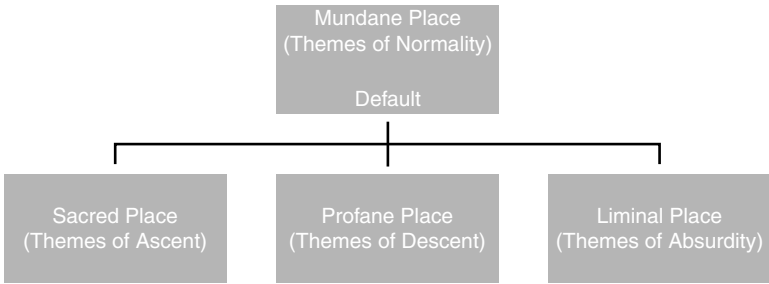 Mundane Place
(Themes of Normality)
Default
Sacred Place
(Themes of Ascent)
Profane Place
(Themes of Descent)
Liminal Place
(Themes of Absurdity)